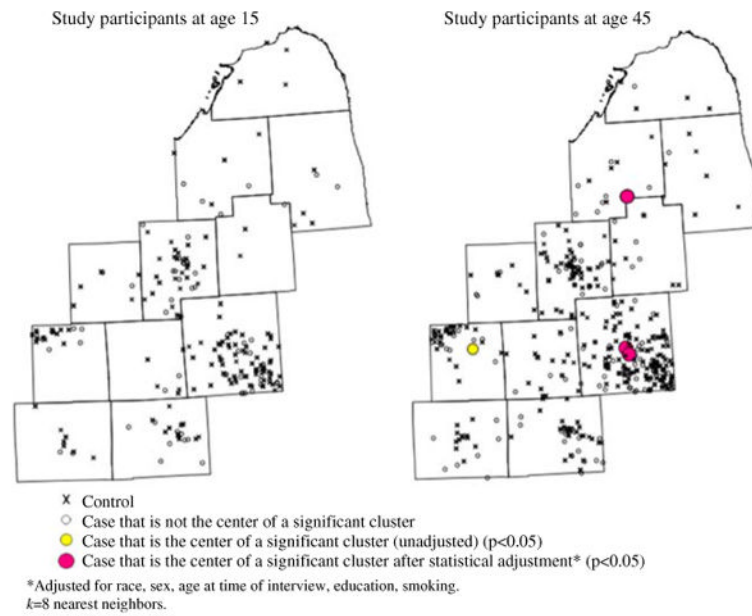 Study participants at age 15
Study participants at age 45
Control
Case that is not the center of a significant cluster
Case that is the center of a significant cluster (unadjusted) (p<0.05)
Case that is the center of a significant cluster after statistical adjustment* (p<0.05)
*Adjusted for race, sex, age at time of interview, education, smoking.
k=8 nearest neighbors.